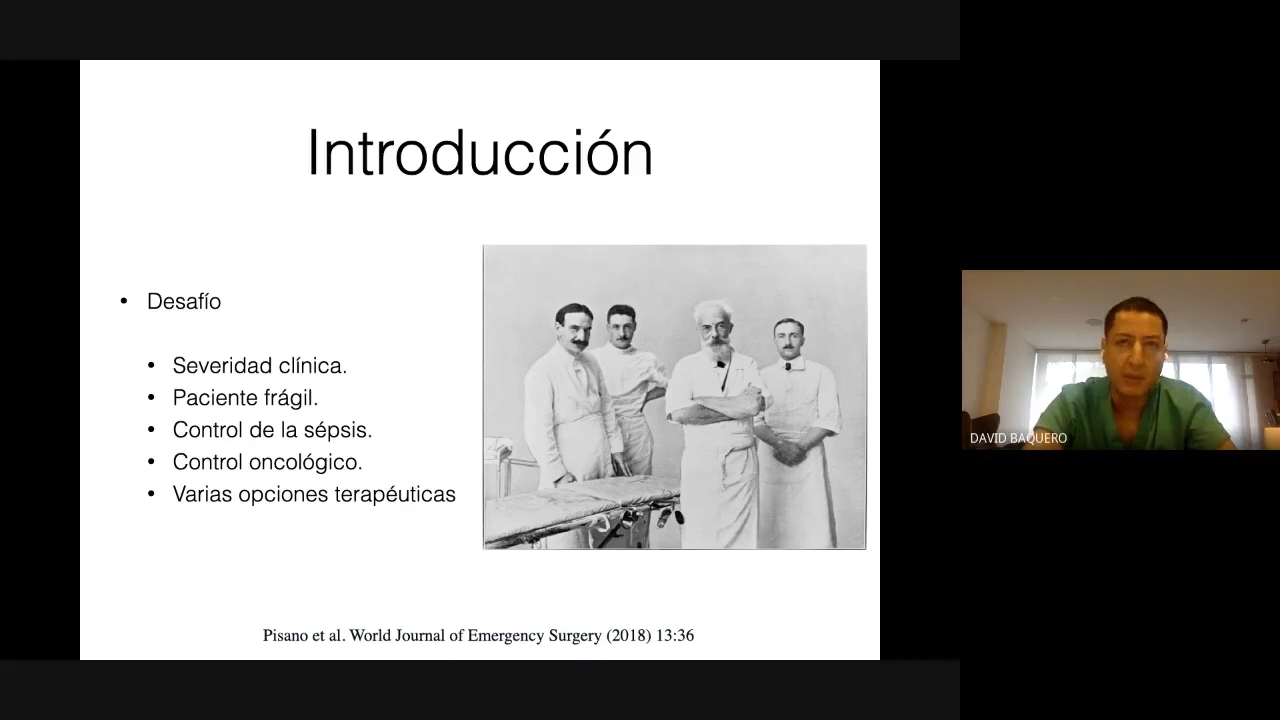 Introducción
• Desafío
• Severidad clínica.
• Paciente frágil.
• Control de la sépsis.
• Control oncológico.
• Varias opciones terapéuticas
Pisano et al. World Journal of Emergency Surgery (2018) 13:36
DAVID BAQUERO